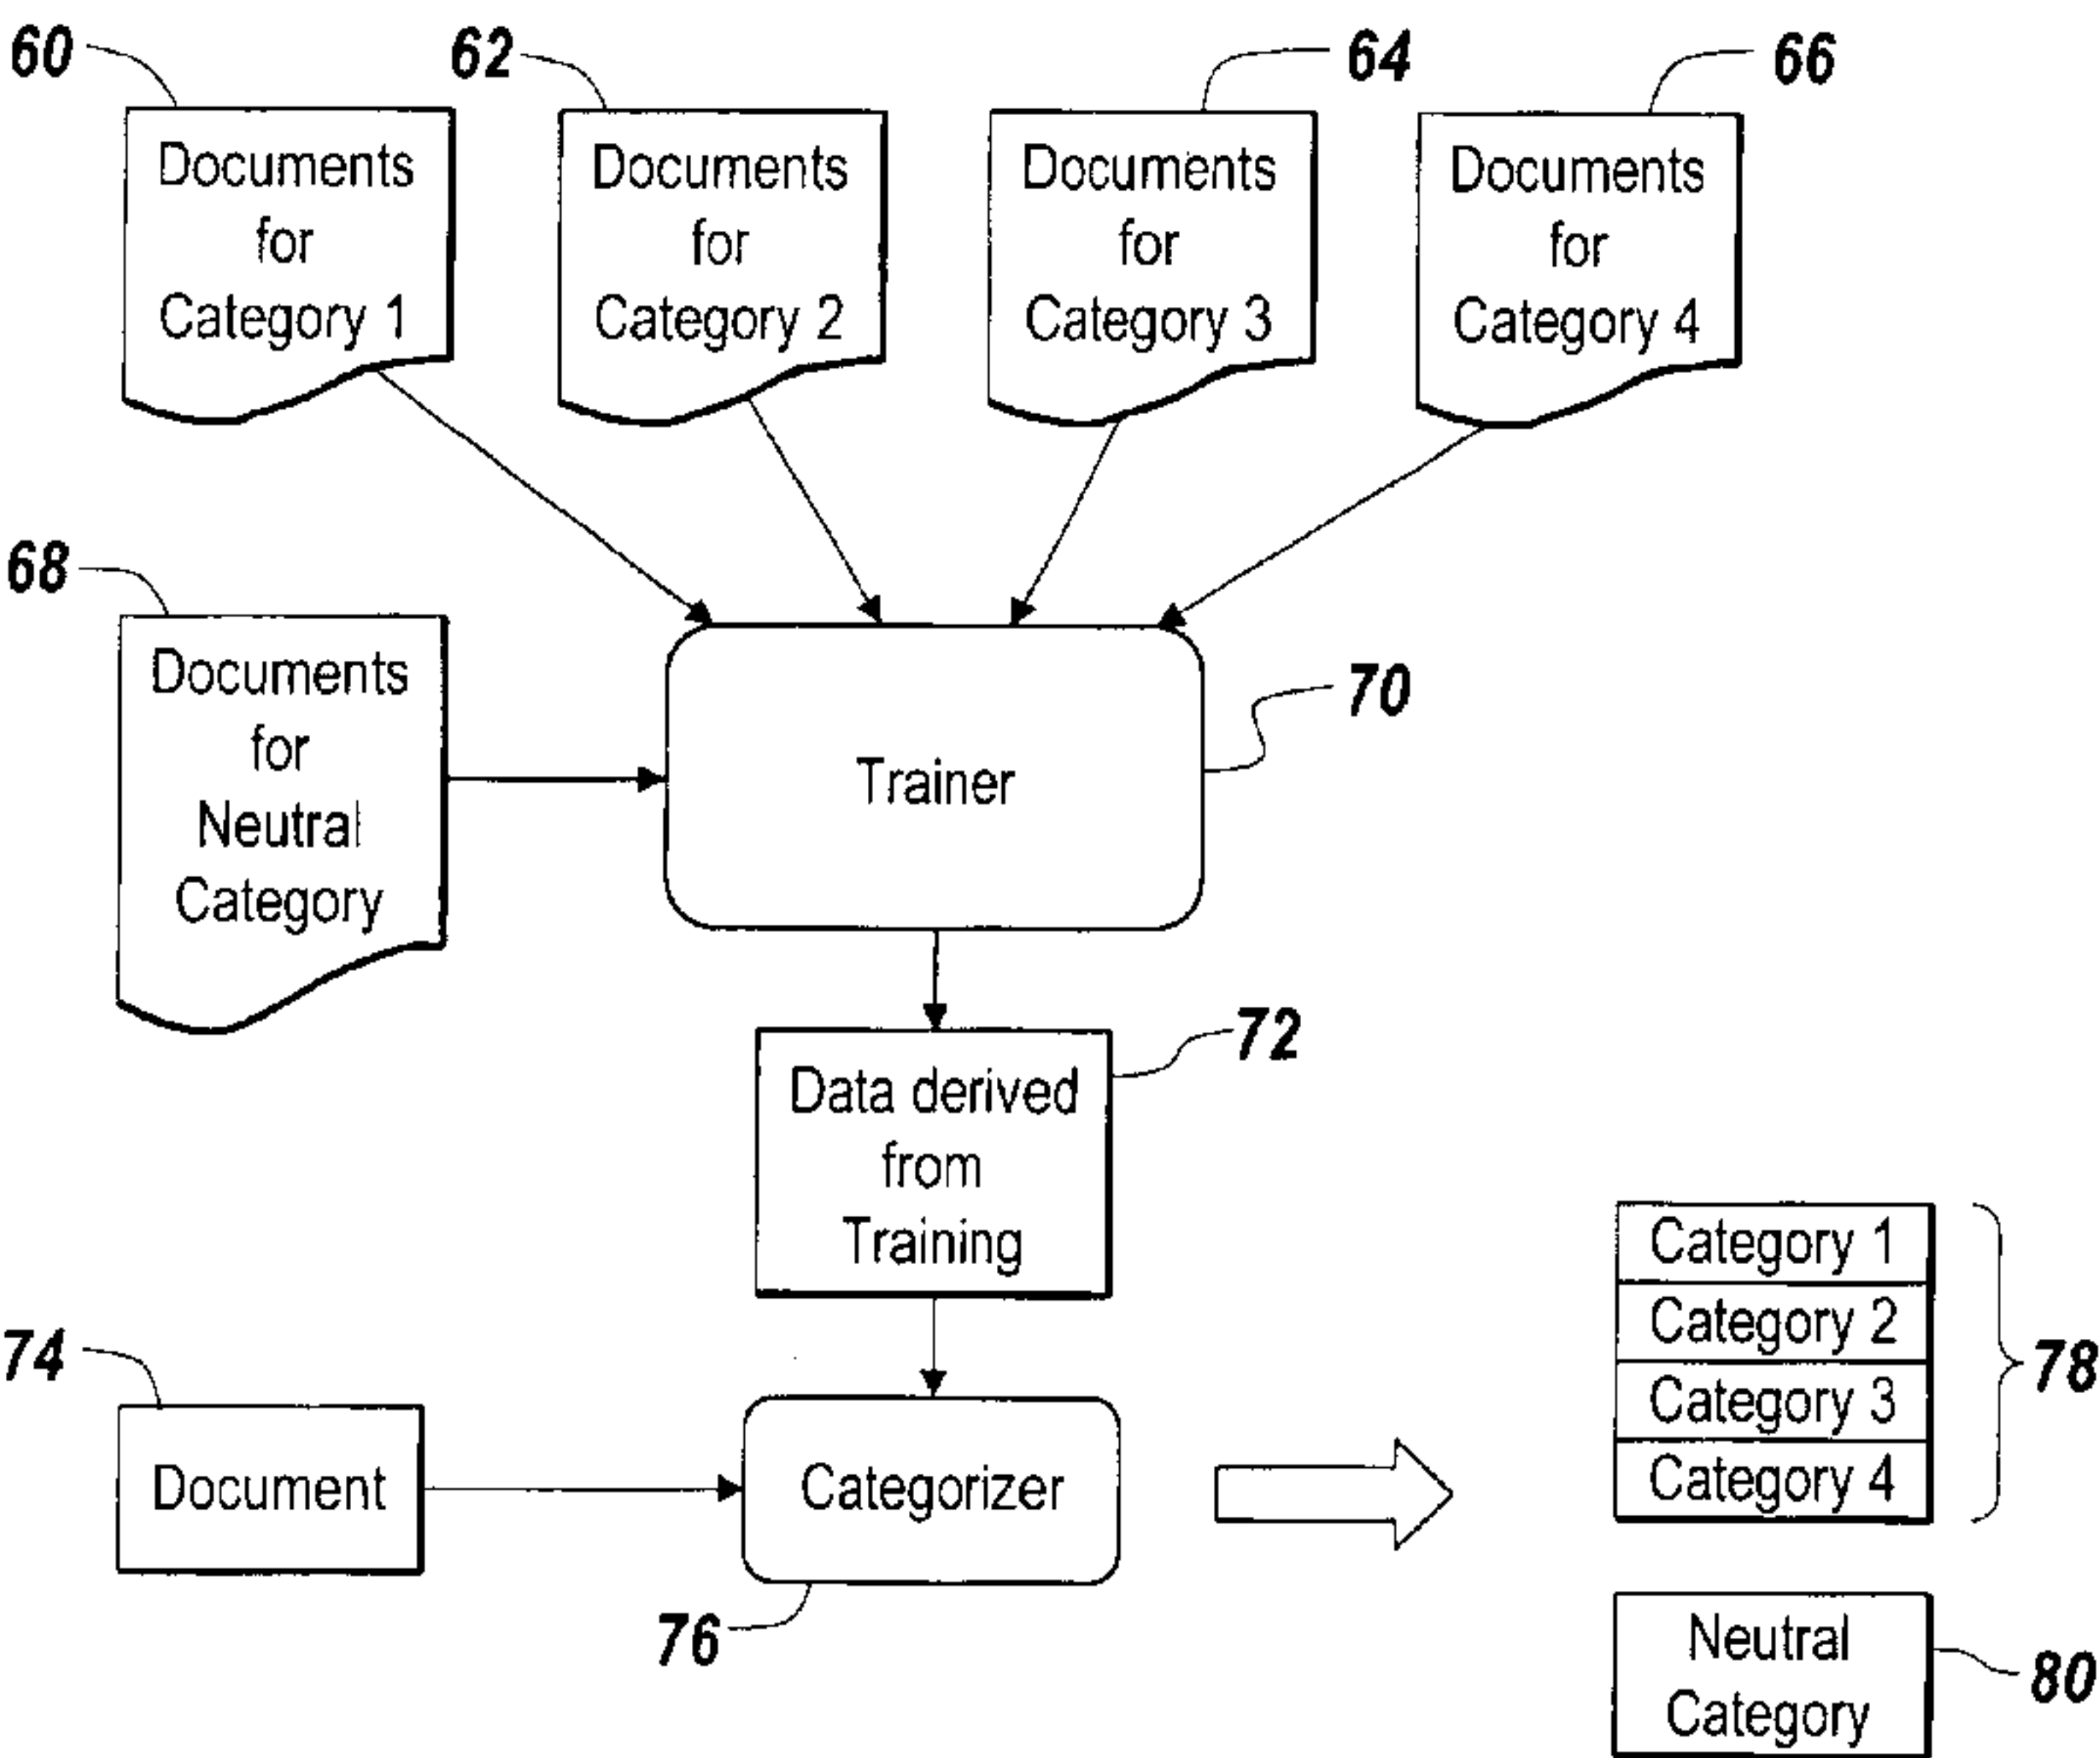 60
62
64
66
Documents
for
Category 1
Documents
for
Category 2
Documents
for
Category 3
Documents
for
Category 4
68
Documents
for
Neutral
Category
70
Trainer
72
Data derived
from
Training
74
Document
Categorizer
76
Category 1
Category 2
Category 3
Category 4
78
Neutral
Category
80